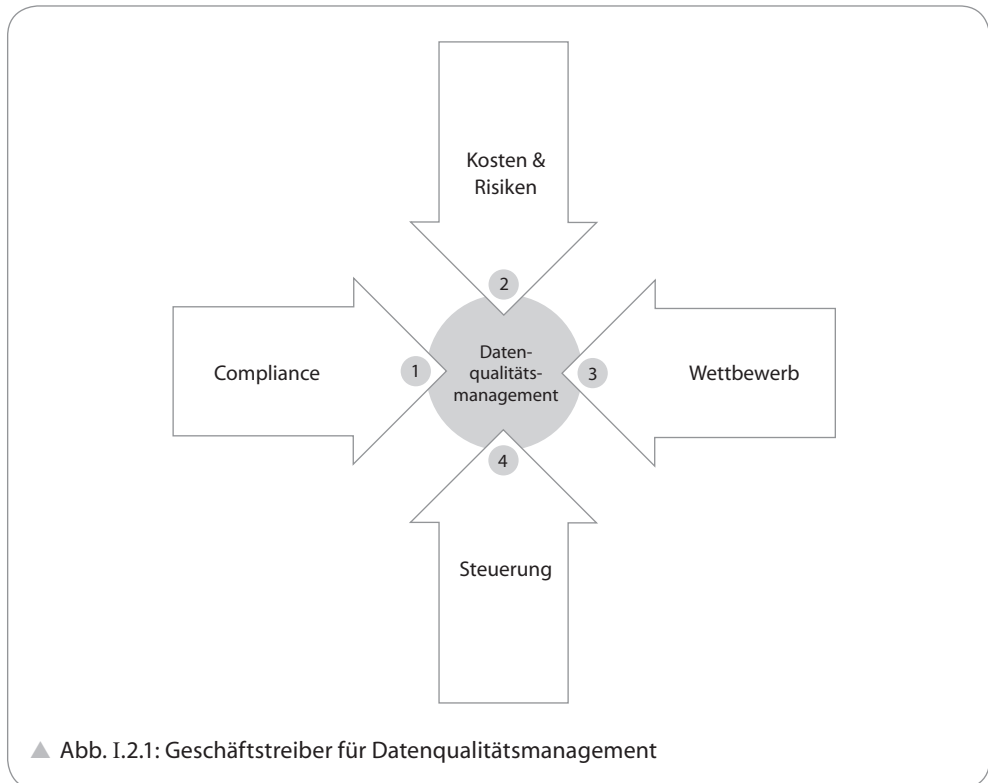 Kosten &
Risiken
2
Compliance
1
Daten-
qualitäts-
management
3
Wettbewerb
4
Steuerung
▲ Abb. I.2.1: Geschäftstreiber für Datenqualitätsmanagement